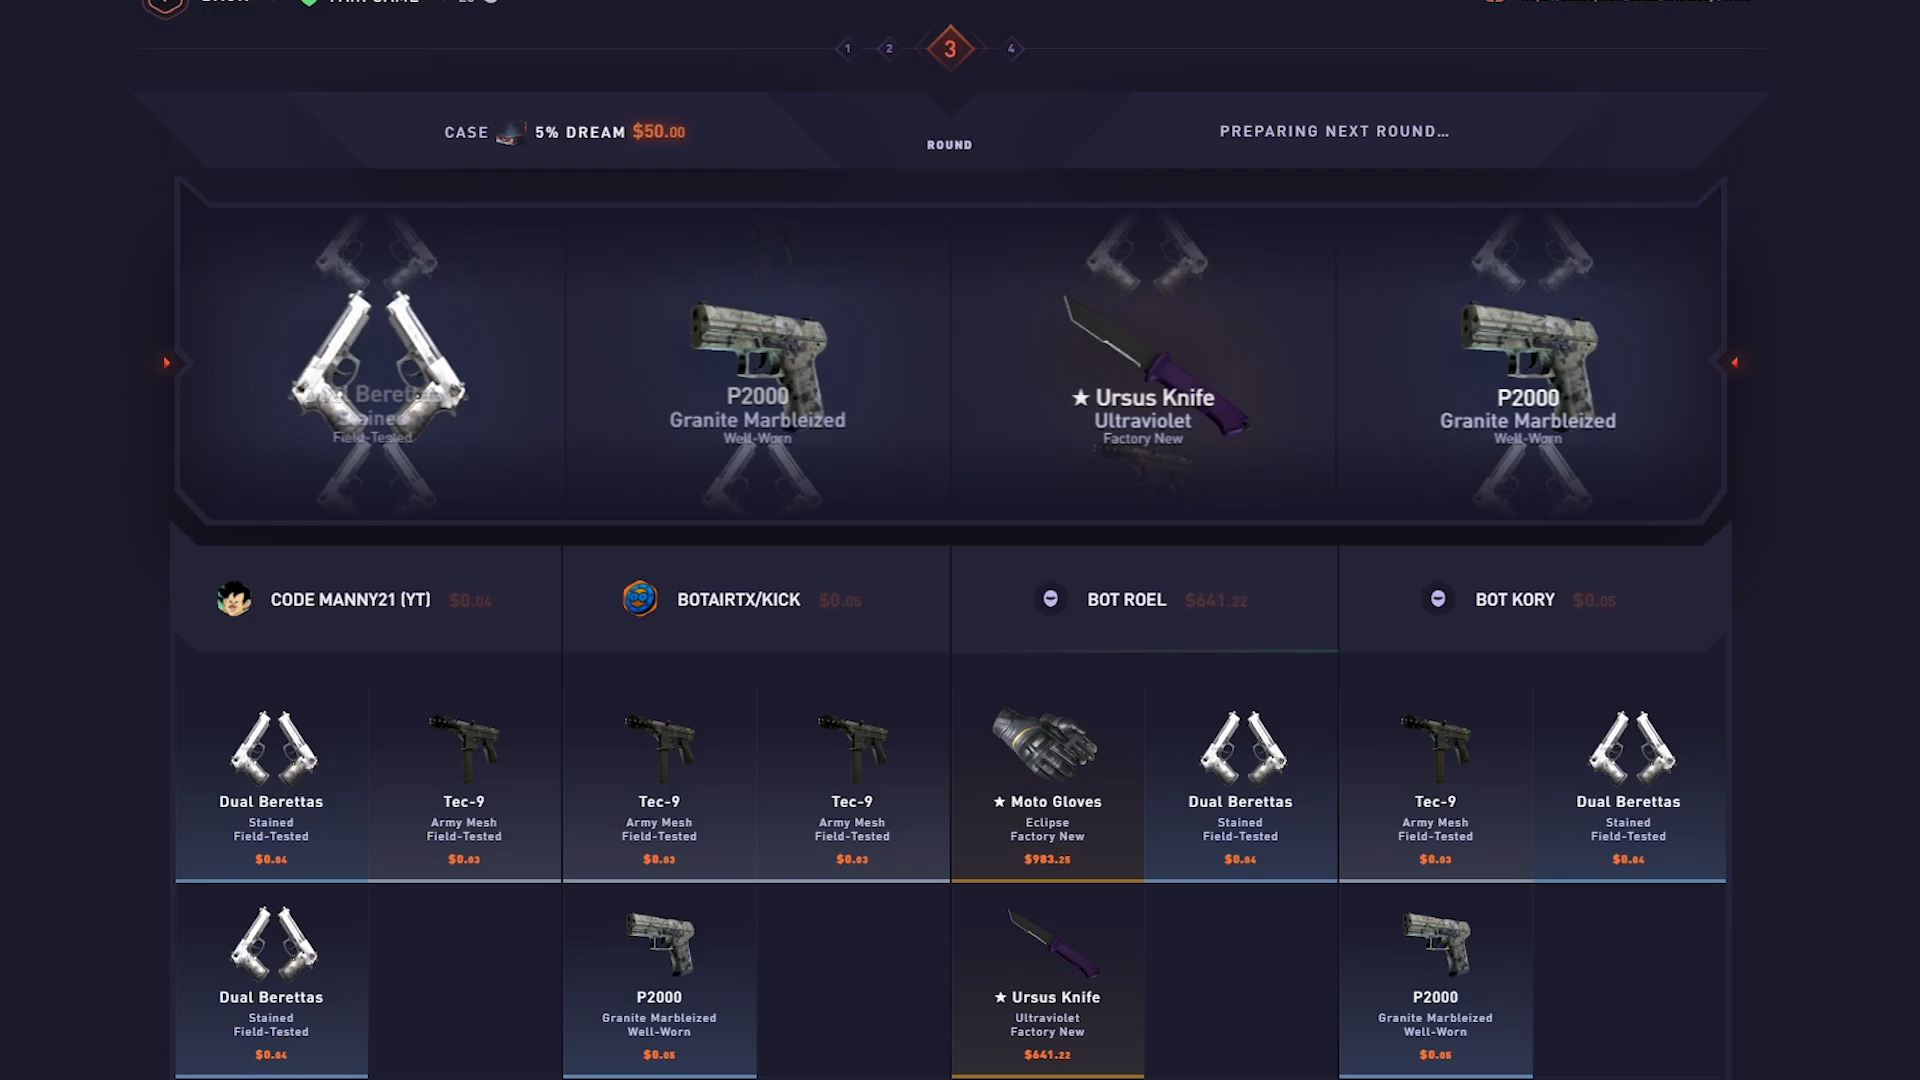 1
2
3
4
CASE 5% DREAM $50.00
ROUND
PREPARING NEXT ROUND...
Field-Tested
P2000
Granite Marbleized
Well-Worn
★ Ursus Knife
Ultraviolet
Factory New
P2000
Granite Marbleized
Well-Worn
CODE MANNY21 (YT) $0.04
BOTAIRTX/KICK $0.05
BOT ROEL $641.22
BOT KORY $0.05
Dual Berettas
Stained
Field-Tested
$0.04
Tec-9
Army Mesh
Field-Tested
$0.03
Tec-9
Army Mesh
Field-Tested
$0.03
Tec-9
Army Mesh
Field-Tested
$0.03
★ Moto Gloves
Eclipse
Factory New
$983.25
Dual Berettas
Stained
Field-Tested
$0.04
Tec-9
Army Mesh
Field-Tested
$0.03
Dual Berettas
Stained
Field-Tested
$0.04
Dual Berettas
Stained
Field-Tested
$0.04
P2000
Granite Marbleized
Well-Worn
$0.05
★ Ursus Knife
Ultraviolet
Factory New
$641.22
P2000
Granite Marbleized
Well-Worn
$0.05